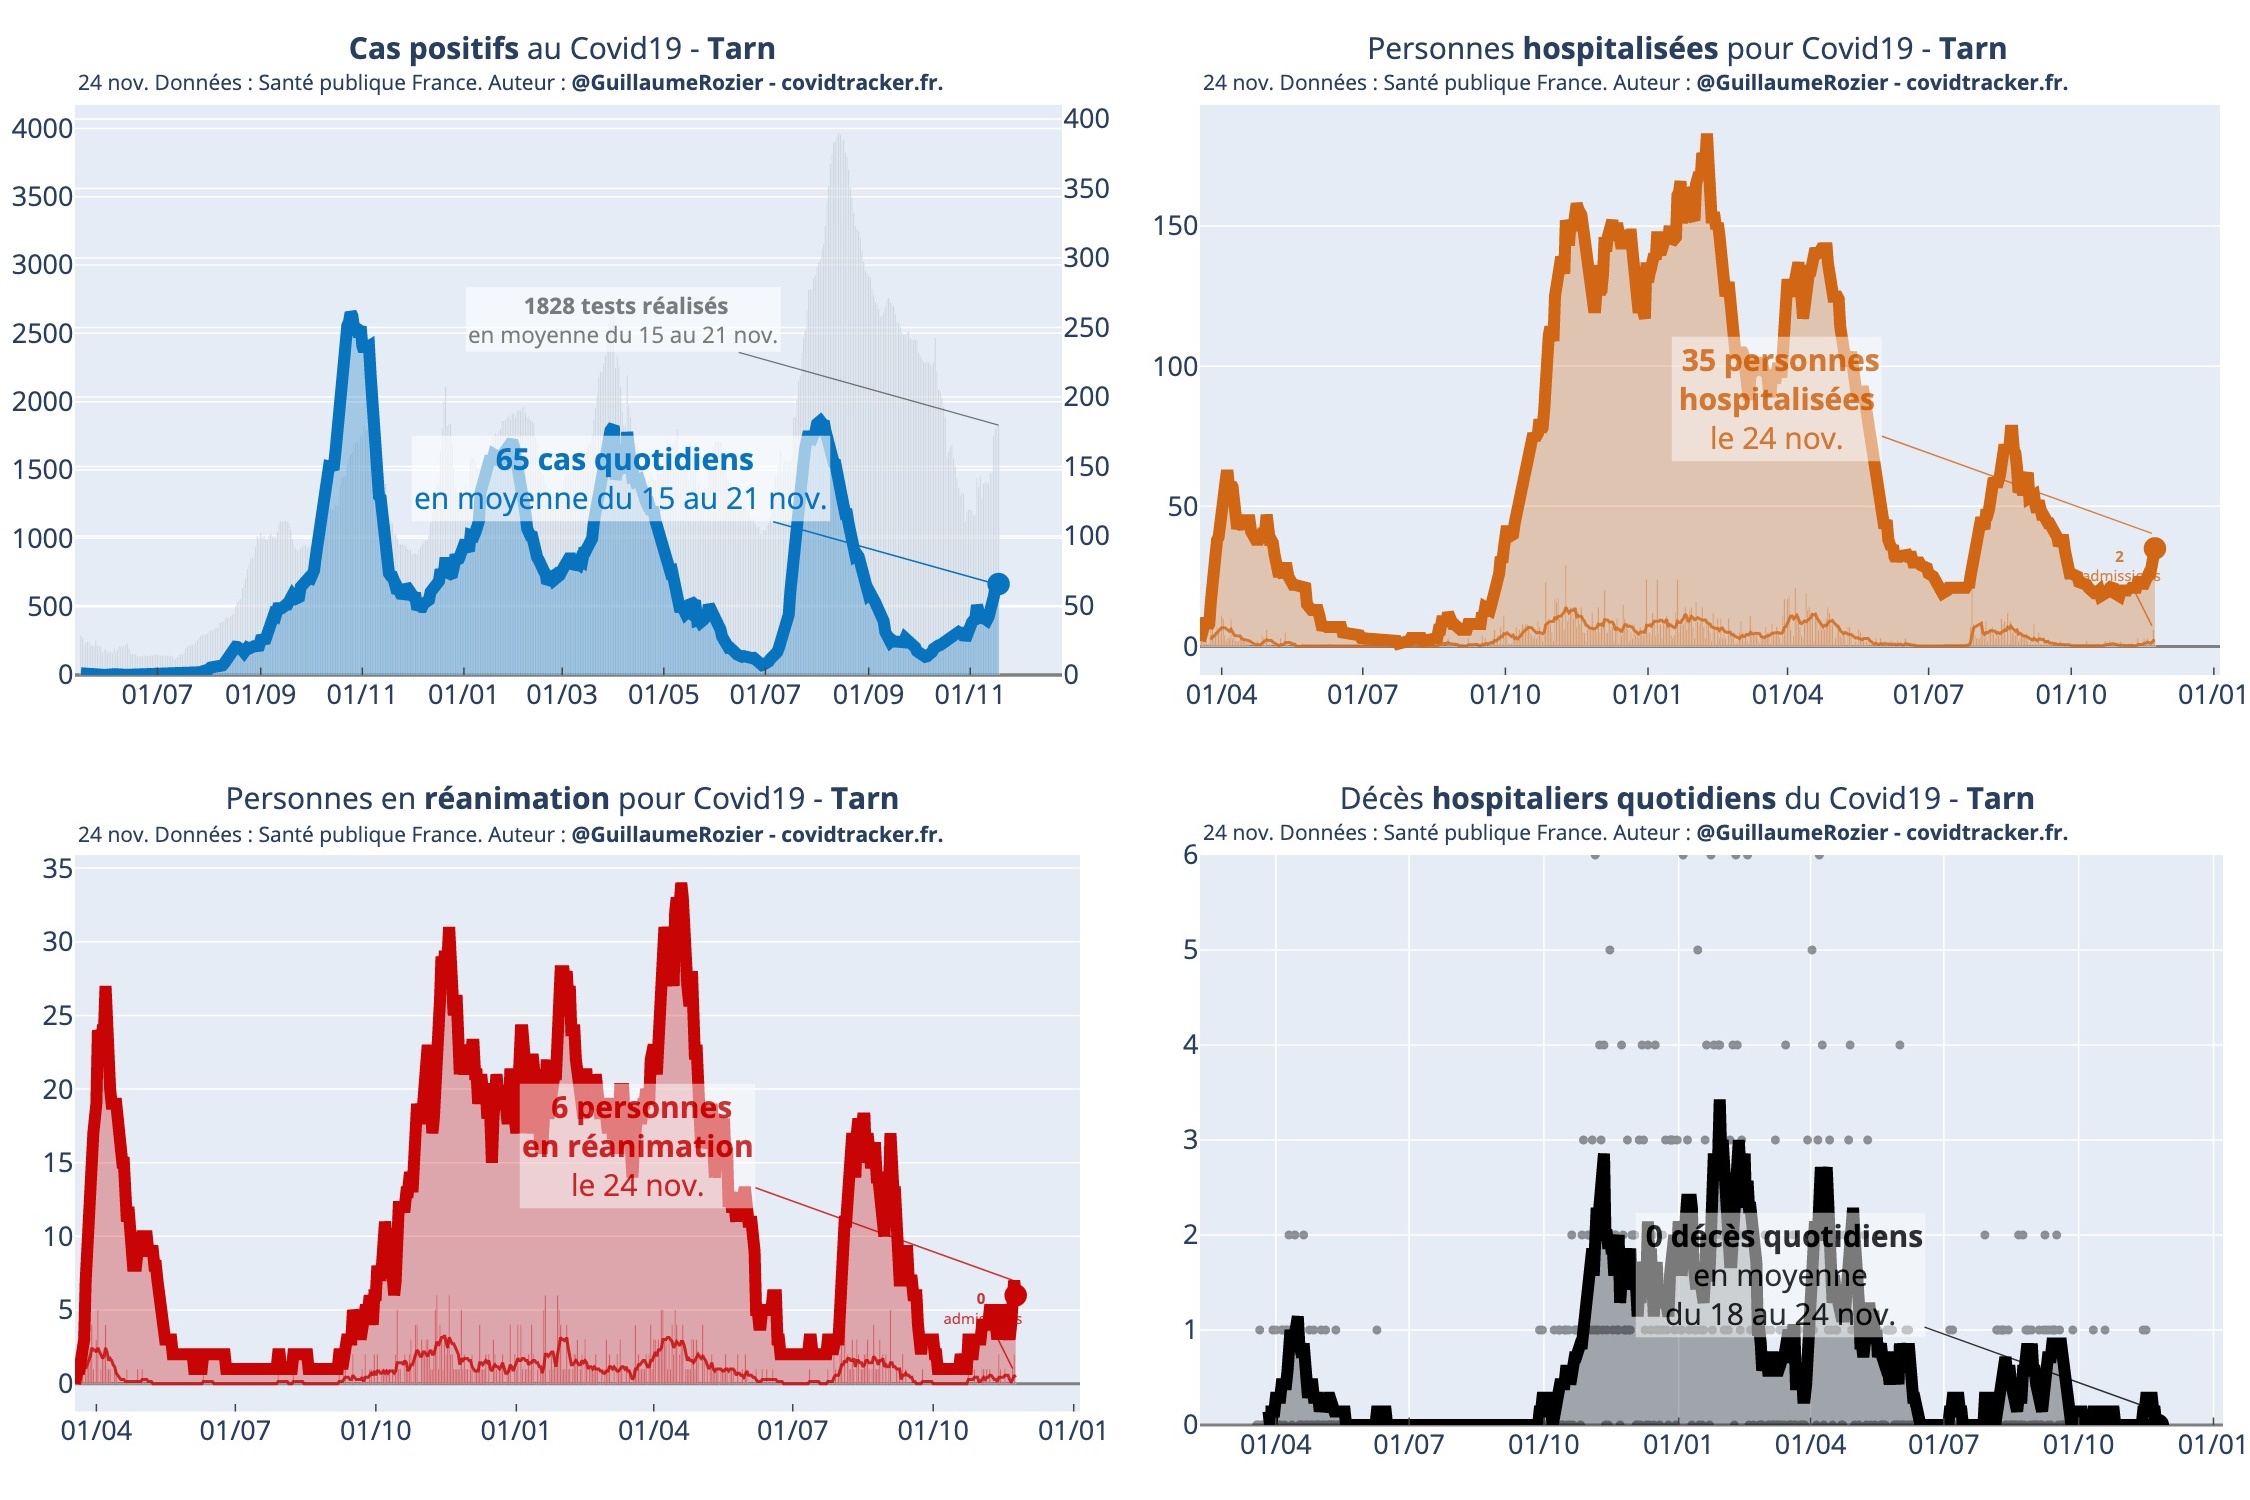 Cas positifs au Covid19 - Tarn
24 nov. Données : Santé publique France. Auteur : @GuillaumeRozier - covidtracker.fr.
4000
3500
3000
2500
2000
1500
1000
500
0
400
350
300
250
200
150
100
50
0
1828 tests réalisés
en moyenne du 15 au 21 nov.
65 cas quotidiens
en moyenne du 15 au 21 nov.
01/07 01/09 01/11 01/01 01/03 01/05 01/07 01/09 01/11
Personnes hospitalisées pour Covid19 - Tarn
24 nov. Données : Santé publique France. Auteur : @GuillaumeRozier - covidtracker.fr.
150
100
50
0
35 personnes
hospitalisées
le 24 nov.
2
admissions
01/04 01/07 01/10 01/01 01/04 01/07 01/10 01/01
Personnes en réanimation pour Covid19 - Tarn
24 nov. Données : Santé publique France. Auteur : @GuillaumeRozier - covidtracker.fr.
35
30
25
20
15
10
5
0
6 personnes
en réanimation
le 24 nov.
0
admissions
01/04 01/07 01/10 01/01 01/04 01/07 01/10 01/01
Décès hospitaliers quotidiens du Covid19 - Tarn
24 nov. Données : Santé publique France. Auteur : @GuillaumeRozier - covidtracker.fr.
6
5
4
3
2
1
0
0 décès quotidiens
en moyenne
du 18 au 24 nov.
01/04 01/07 01/10 01/01 01/04 01/07 01/10 01/01